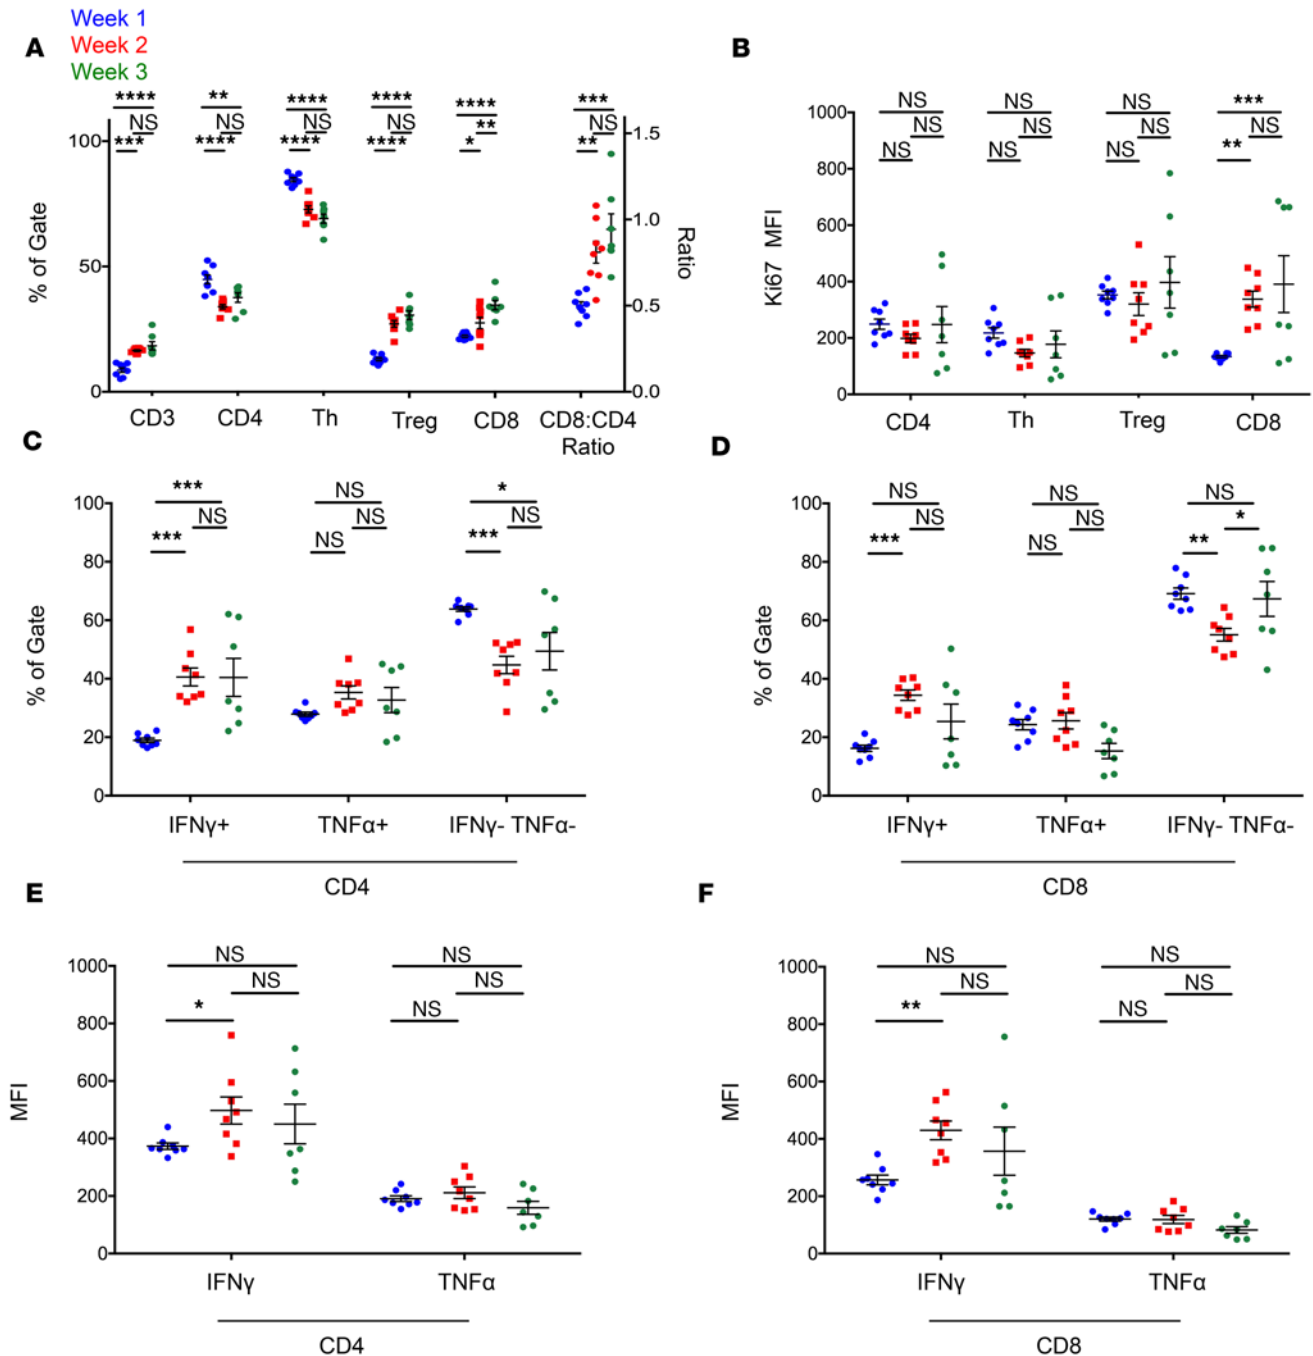 Week 1
Week 2
Week 3
A
**** ** **** **** **** ***
NS NS NS NS ** NS
*** **** **** **** * **
100
50
0
% of Gate
1.5
1.0
0.5
0.0
Ratio
CD3 CD4 Th Treg CD8 CD8:CD4
Ratio
B
NS NS NS ***
NS NS NS NS
NS NS NS **
1000
800
600
400
200
0
Ki67 MFI
CD4 Th Treg CD8
C
*** NS *
NS NS NS
*** NS ***
100
80
60
40
20
0
% of Gate
IFNγ+ TNFα+ IFNγ- TNFα-
CD4
D
NS NS NS
NS NS *
*** NS **
100
80
60
40
20
0
% of Gate
IFNγ+ TNFα+ IFNγ- TNFα-
CD8
E
NS NS
NS NS
* NS
1000
800
600
400
200
0
MFI
IFNγ TNFα
CD4
F
NS NS
NS NS
** NS
1000
800
600
400
200
0
MFI
IFNγ TNFα
CD8